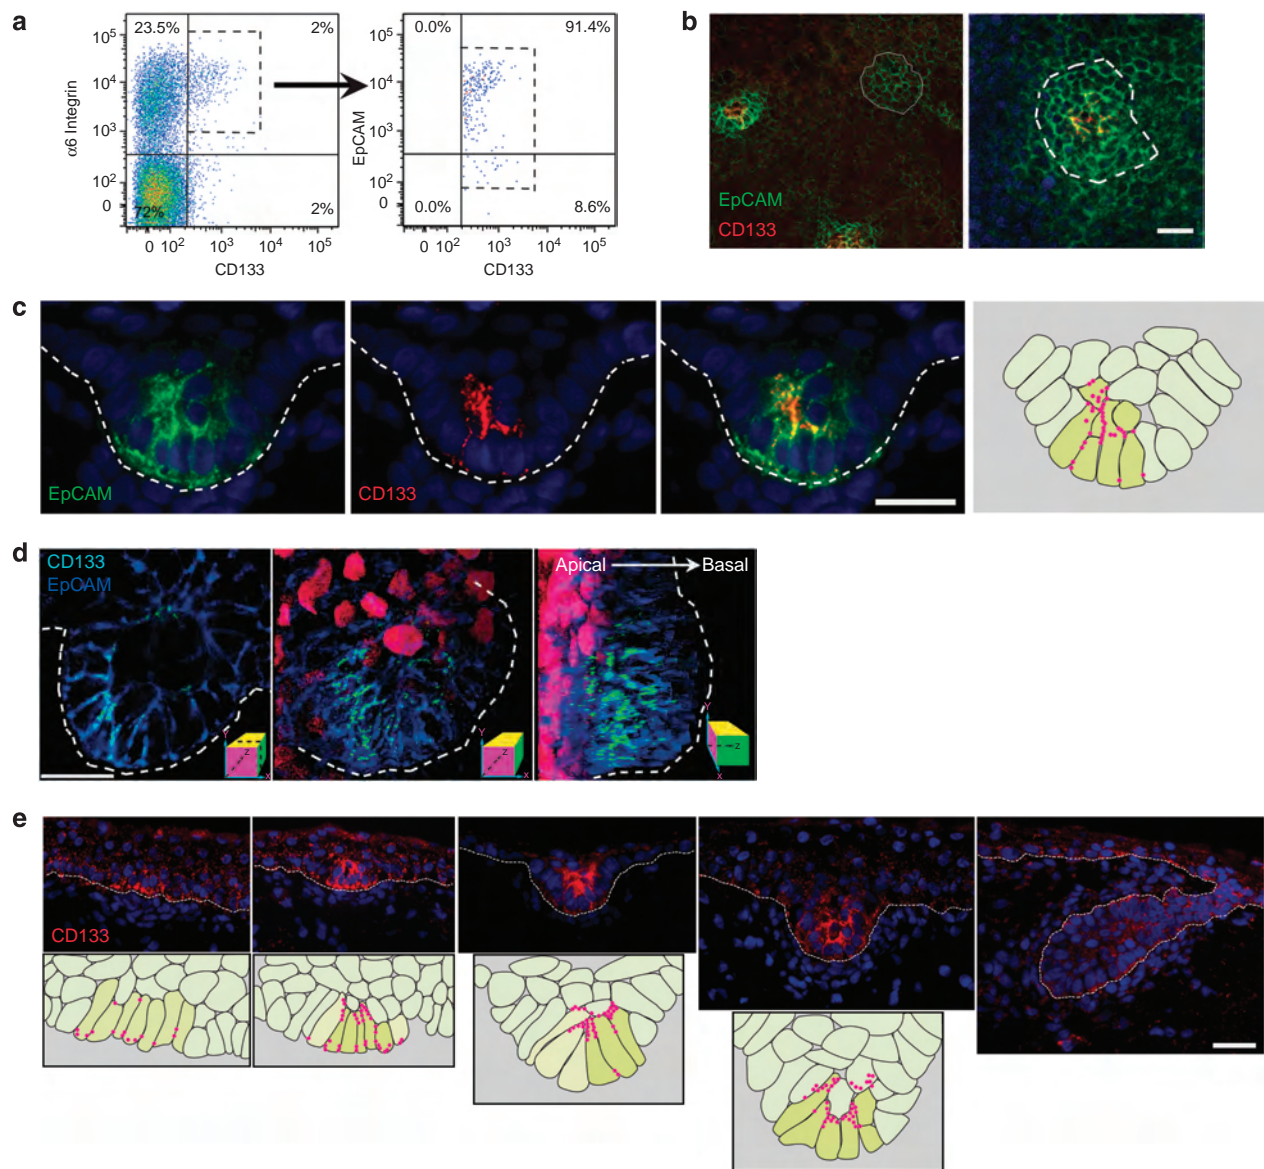 a
23.5%
2%
10⁵
10⁴
10³
10²
0
α6 Integrin
72%
2%
0 10² 10³ 10⁴ 10⁵
CD133
0.0%
91.4%
10⁵
10⁴
10³
10²
0
EpCAM
0.0%
8.6%
0 10² 10³ 10⁴ 10⁵
CD133
b
EpCAM
CD133
c
EpCAM
CD133
d
CD133
EpCAM
Y
Z
X
Y
Z
X
Apical
Basal
Y
Z
X
e
CD133